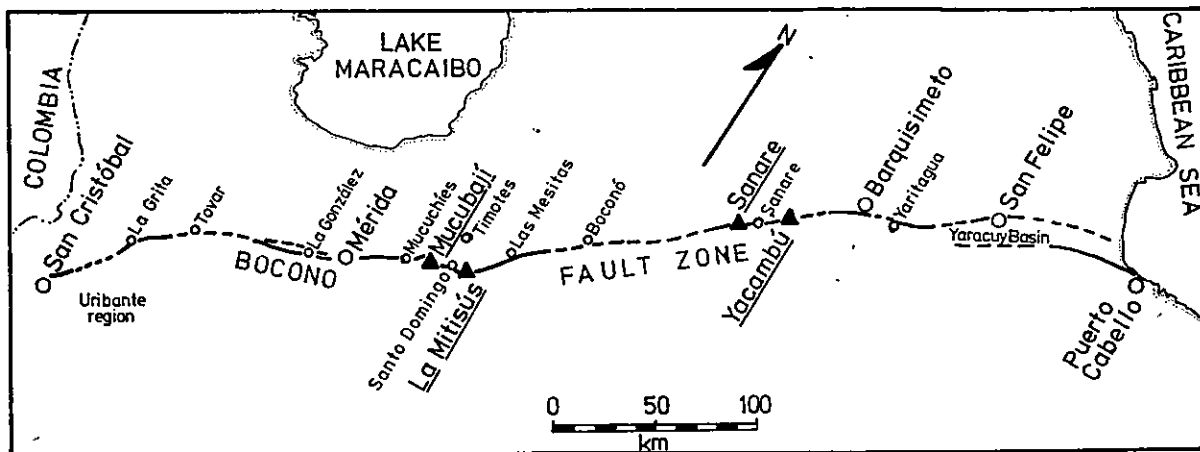 LAKE
MARACAIBO
N
CARIBBEAN
SEA
COLOMBIA
San Cristóbal
La Grita
Tovar
La González
Mérida
Mucuchíes
Mucubají
Timotes
Las Mesitas
Boconó
Sanare
Sanare
Barquisimeto
Yaritagua
San Felipe
Yaracuy Basin
BOCONO
FAULT ZONE
Uribante
region
Santo Domingo
La Mitisús
Yacambú
Puerto
Cabello
0 50 100
km